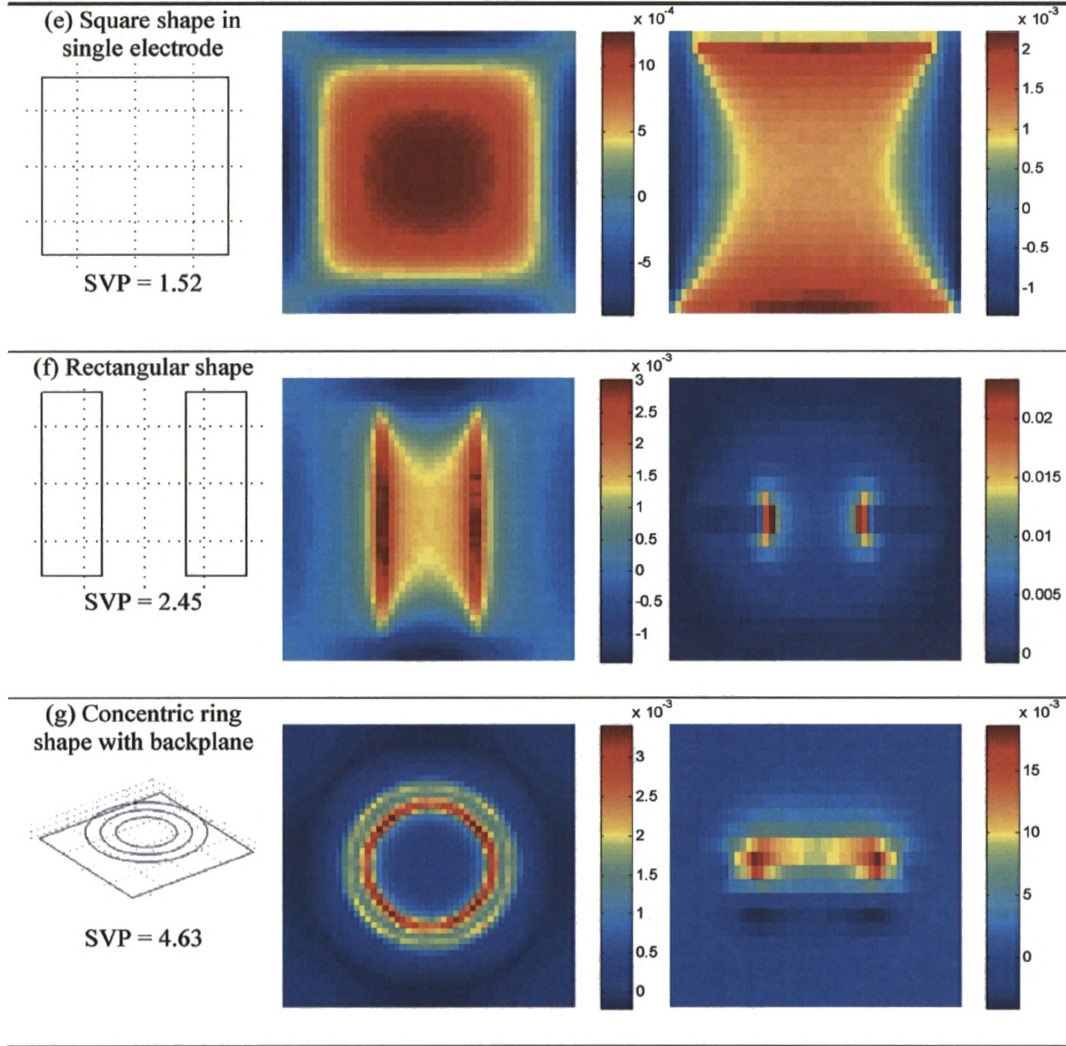 (e) Square shape in
single electrode
SVP = 1.52
x 10⁻⁴
10
5
0
-5
x 10⁻³
2
1.5
1
0.5
0
-0.5
-1
(f) Rectangular shape
SVP = 2.45
x 10⁻³
3
2.5
2
1.5
1
0.5
0
-0.5
-1
0.02
0.015
0.01
0.005
0
(g) Concentric ring
shape with backplane
SVP = 4.63
x 10⁻³
3
2.5
2
1.5
1
0.5
0
x 10⁻³
15
10
5
0